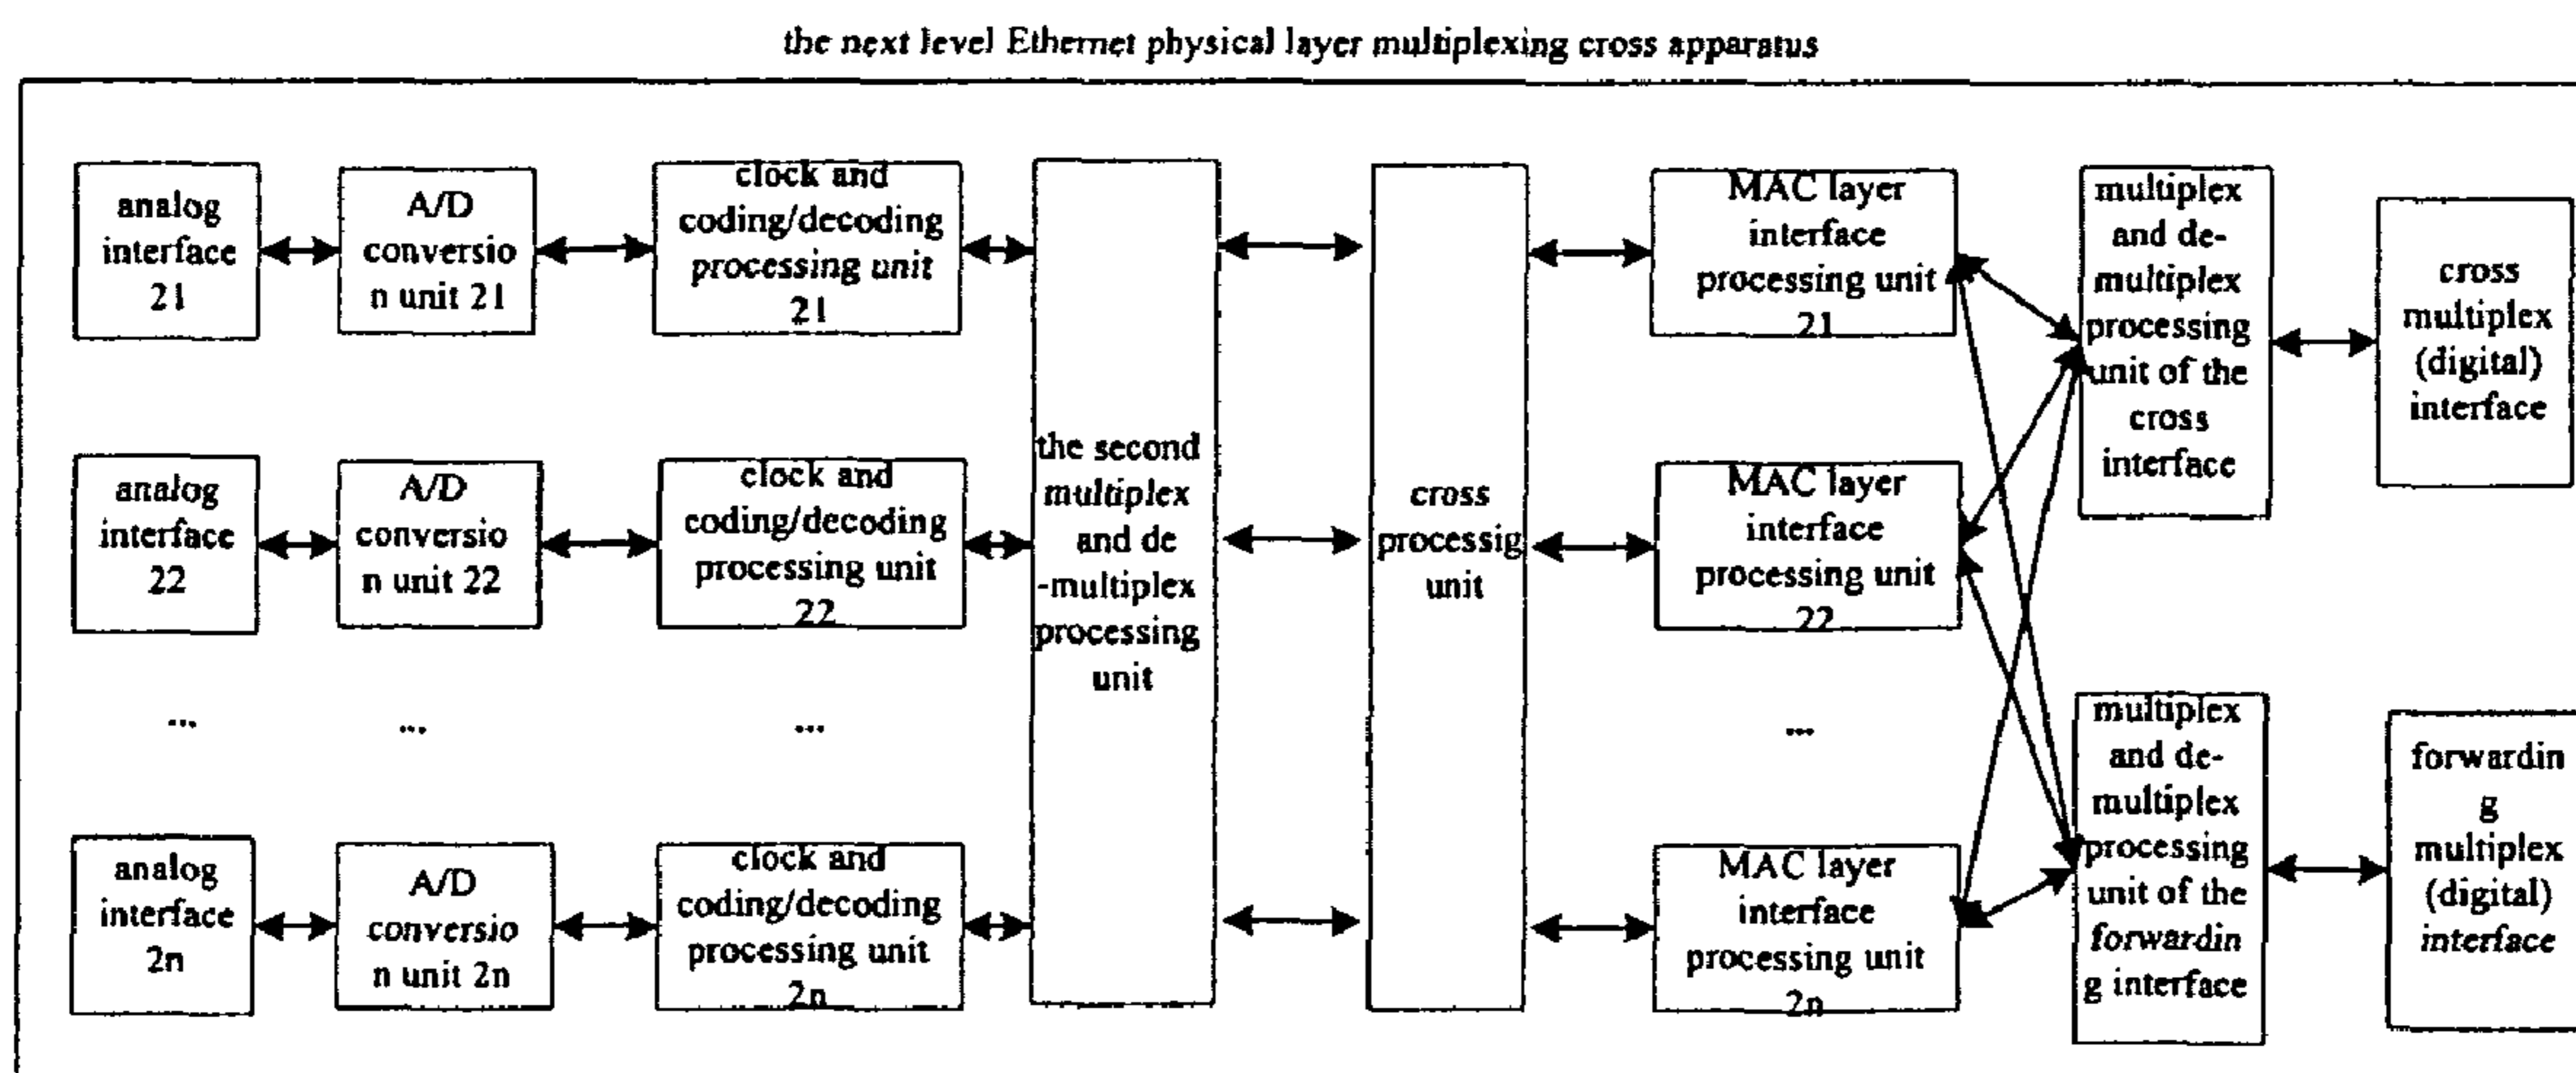 the next level Ethernet physical layer multiplexing cross apparatus
analog
interface
21
A/D
conversio
n unit 21
clock and
coding/decoding
processing unit
21
analog
interface
22
A/D
conversio
n unit 22
clock and
coding/decoding
processing unit
22
...
...
...
analog
interface
2n
A/D
conversio
n unit 2n
clock and
coding/decoding
processing unit
2n
the second
multiplex
and de
-multiplex
processing
unit
cross
processig
unit
MAC layer
interface
processing unit
21
MAC layer
interface
processing unit
22
...
MAC layer
interface
processing unit
2n
multiplex
and de-
multiplex
processing
unit of the
cross
interface
cross
multiplex
(digital)
interface
multiplex
and de-
multiplex
processing
unit of the
forwardin
g interface
forwardin
g
multiplex
(digital)
interface